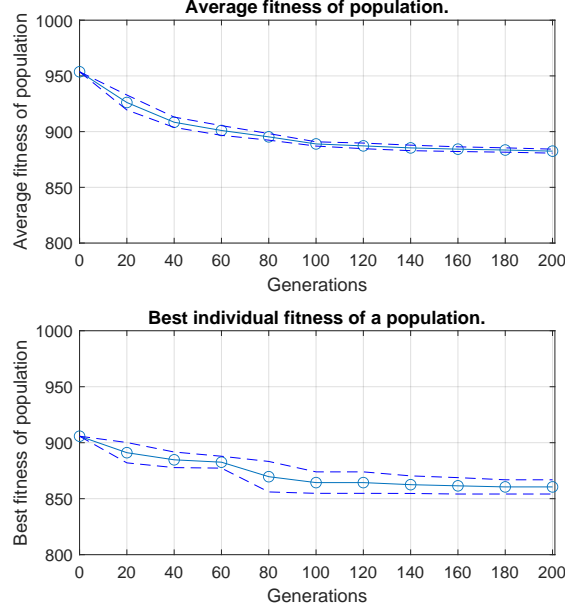 Average fitness of population.
1000
950
900
850
800
Average fitness of population
0 20 40 60 80 100 120 140 160 180 200
Generations
Best individual fitness of a population.
1000
950
900
850
800
Best fitness of population
0 20 40 60 80 100 120 140 160 180 200
Generations